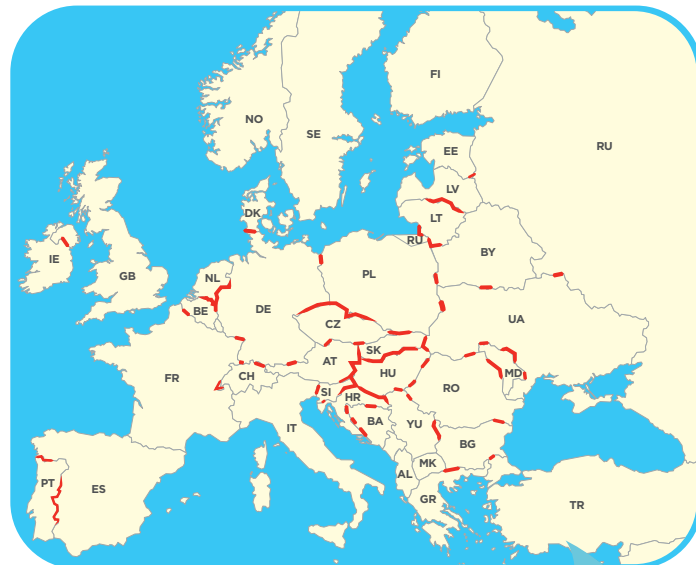 FI
NO
SE
RU
EE
LV
DK
LT
RU
IE
GB
NL
PL
BY
BE
DE
CZ
UA
FR
CH
AT
SK
HU
MD
RO
SI
HR
IT
BA
YU
BG
PT
ES
AL
MK
GR
TR